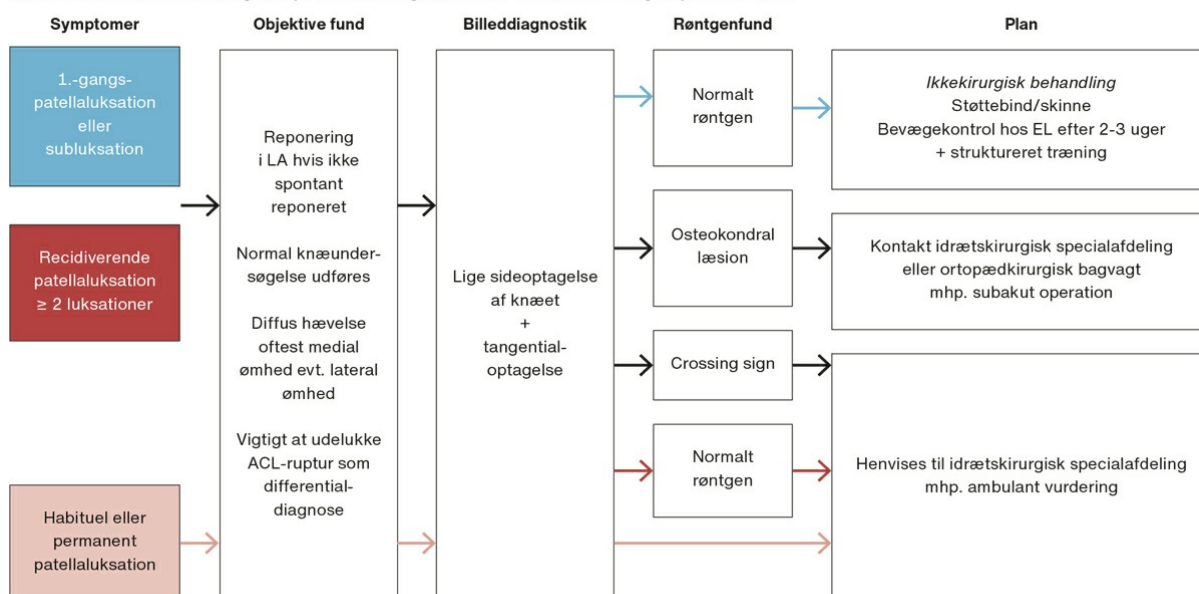 Symptomer
Objektive fund
Billeddiagnostik
Røntgenfund
Plan
1.-gangs-
patellaluksation
eller
subluksation
Recidiverende
patellaluksation
≥ 2 luksationer
Habituel eller
permanent
patellaluksation
Reponering
i LA hvis ikke
spontant
reponeret
Normal knæunder-
søgelse udføres
Diffus hævelse
oftest medial
ømhed evt. lateral
ømhed
Vigtigt at udelukke
ACL-ruptur som
differential-
diagnose
Lige sideoptagelse
af knæet
+
tangential-
optagelse
Normalt
røntgen
Osteokondral
læsion
Crossing sign
Normalt
røntgen
Ikkekirurgisk behandling
Støttebind/skinne
Bevægekontrol hos EL efter 2-3 uger
+ struktureret træning
Kontakt idrætskirurgisk specialafdeling
eller ortopædkirurgisk bagvagt
mhp. subakut operation
Henvises til idrætskirurgisk specialafdeling
mhp. ambulant vurdering